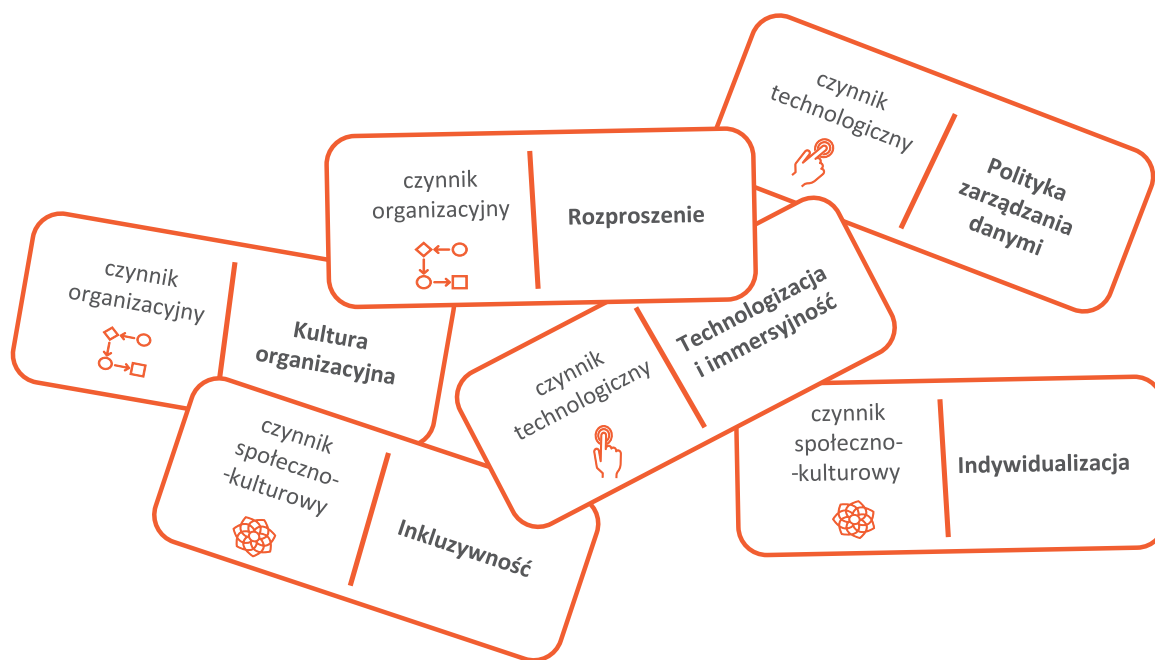 czynnik
technologiczny
Polityka
zarządzania
danymi
czynnik
organizacyjny
Rozproszenie
czynnik
organizacyjny
Kultura
organizacyjna
czynnik
technologiczny
Technologizacja
i immersyjność
czynnik
społeczno-
-kulturowy
Inkluzywność
czynnik
społeczno-
-kulturowy
Indywidualizacja